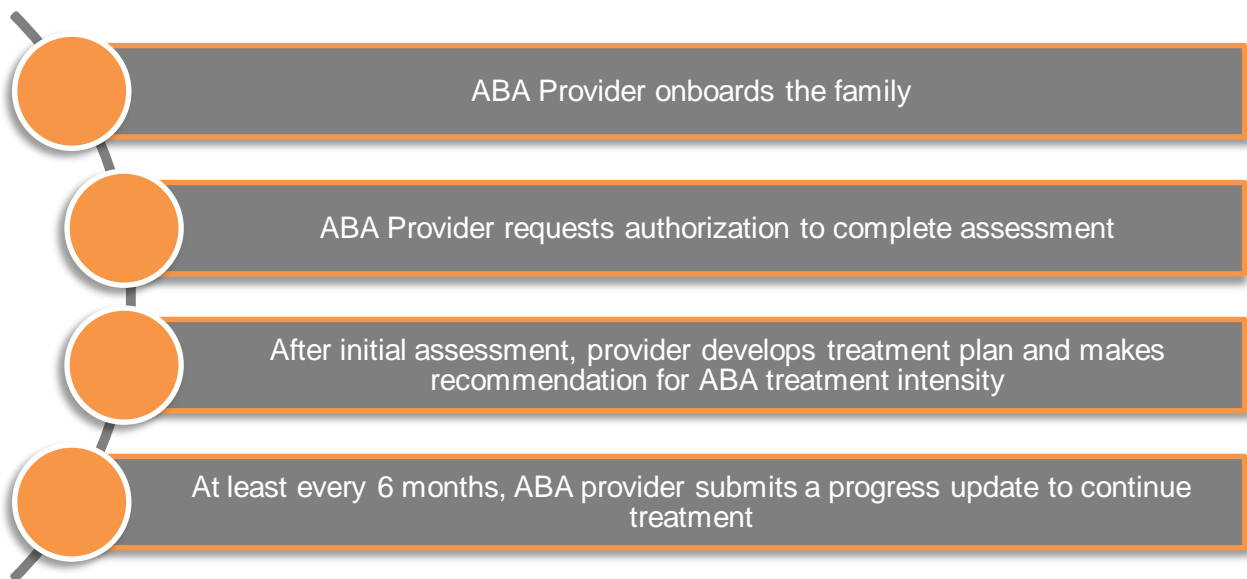 ABA Provider onboards the family
ABA Provider requests authorization to complete assessment
After initial assessment, provider develops treatment plan and makes
recommendation for ABA treatment intensity
At least every 6 months, ABA provider submits a progress update to continue
treatment